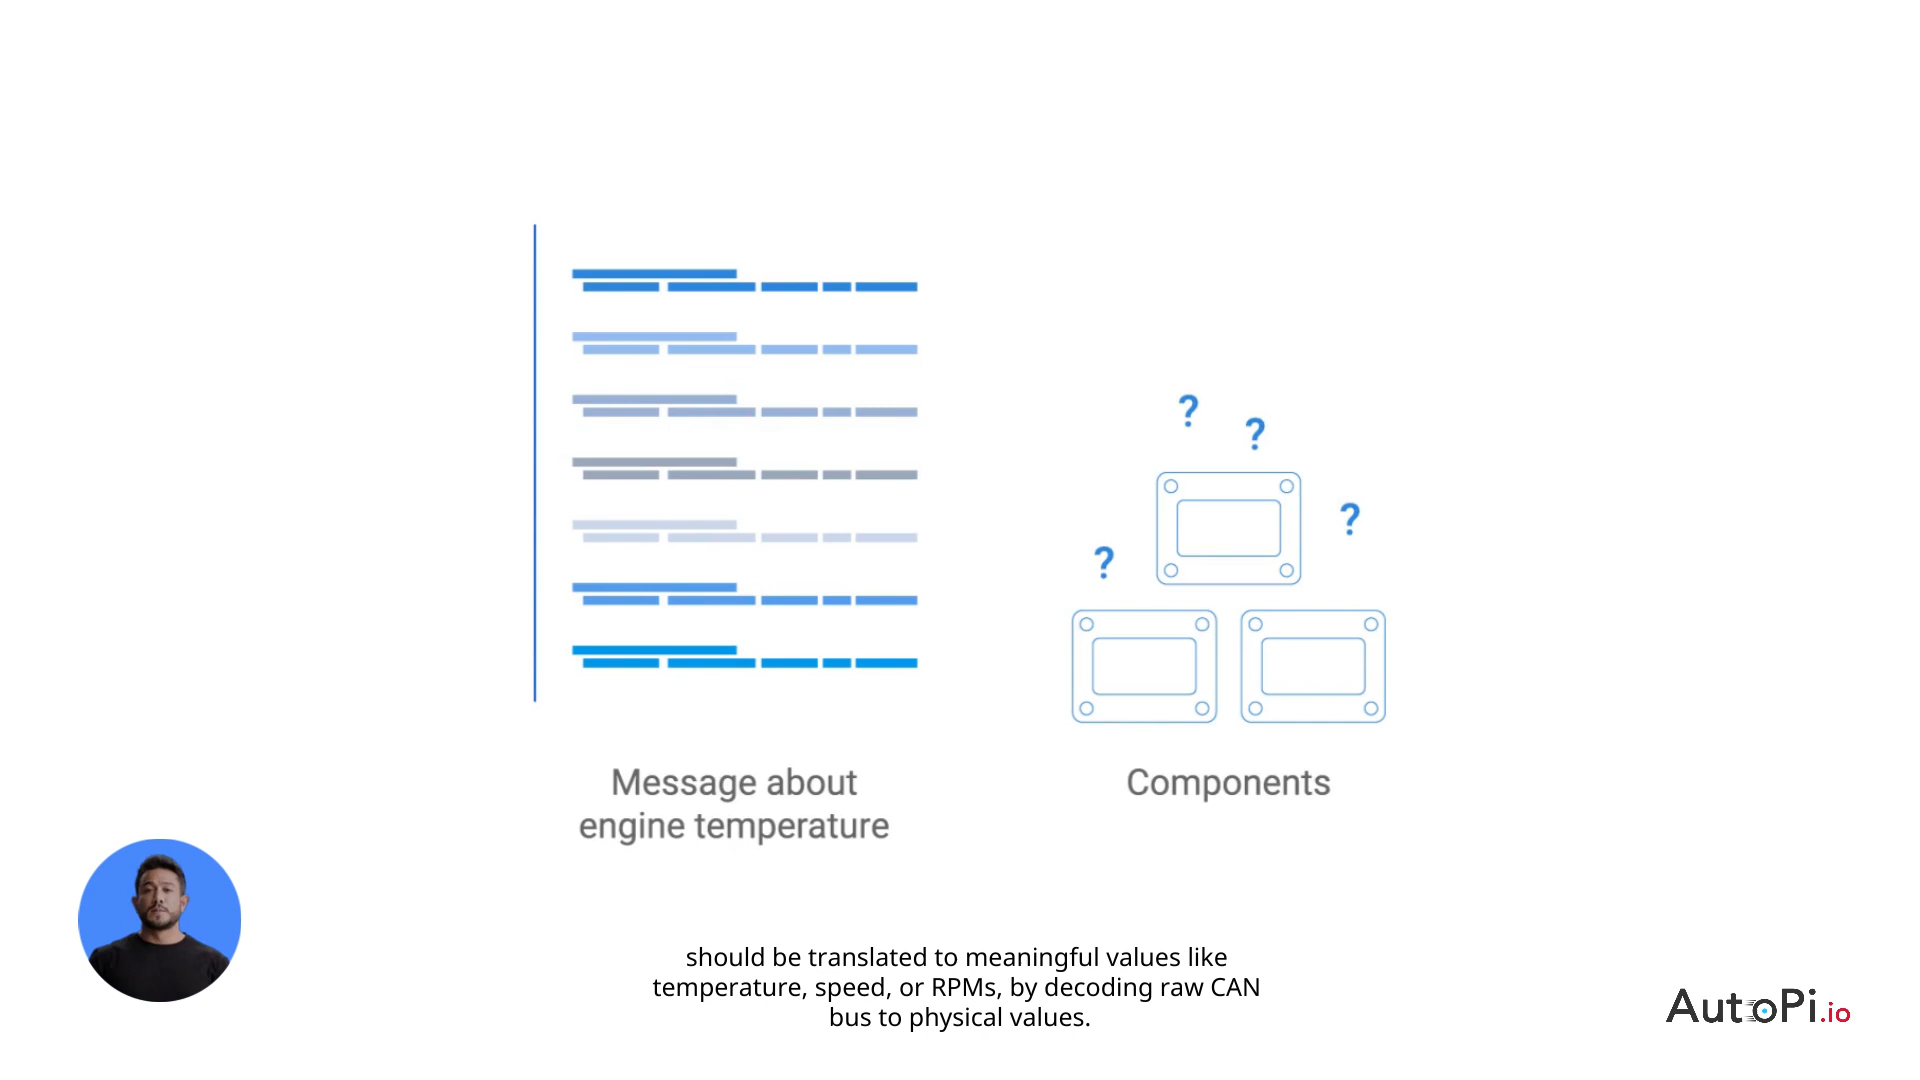 ?
?
?
?
Message about
engine temperature
Components
should be translated to meaningful values like
temperature, speed, or RPMs, by decoding raw CAN
bus to physical values.
AutoPi.io